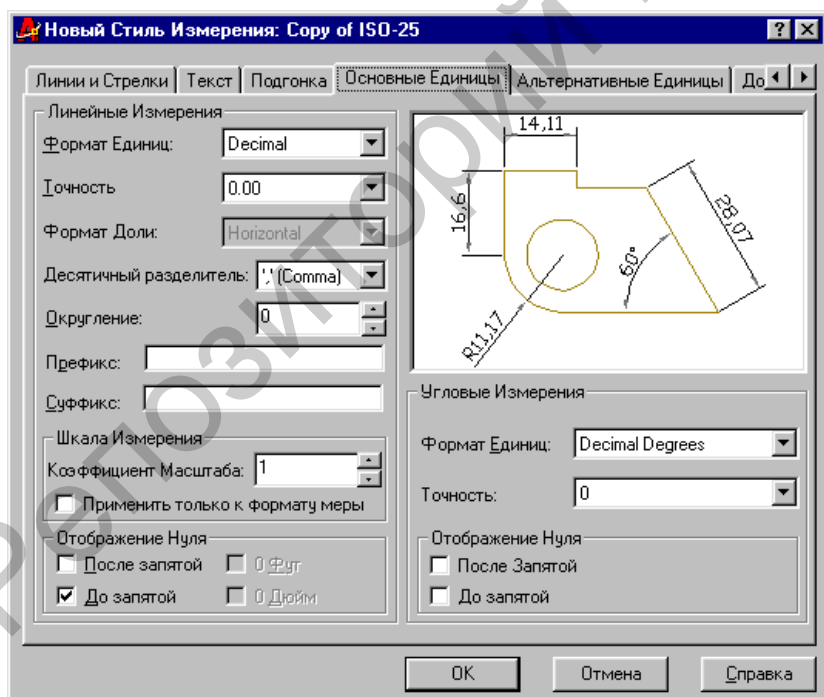 Новый Стиль Измерения: Copy of ISO-25
Линии и Стрелки Текст Подгонка Основные Единицы Альтернативные Единицы До
Линейные Измерения
Формат Единиц: Decimal
Точность 0.00
Формат Доли: Horizontal
Десятичный разделитель: ',' (Comma)
Округление: 0
Префикс:
Суффикс:
Шкала Измерения
Коэффициент Масштаба: 1
Применить только к формату меры
Отображение Нуля
После запятой 0 Фут
До запятой 0 Дюйм
14,11
16,6
28,07
60°
R11,17
Угловые Измерения
Формат Единиц: Decimal Degrees
Точность: 0
Отображение Нуля
После Запятой
До запятой
OK Отмена Справка
Репозиторий